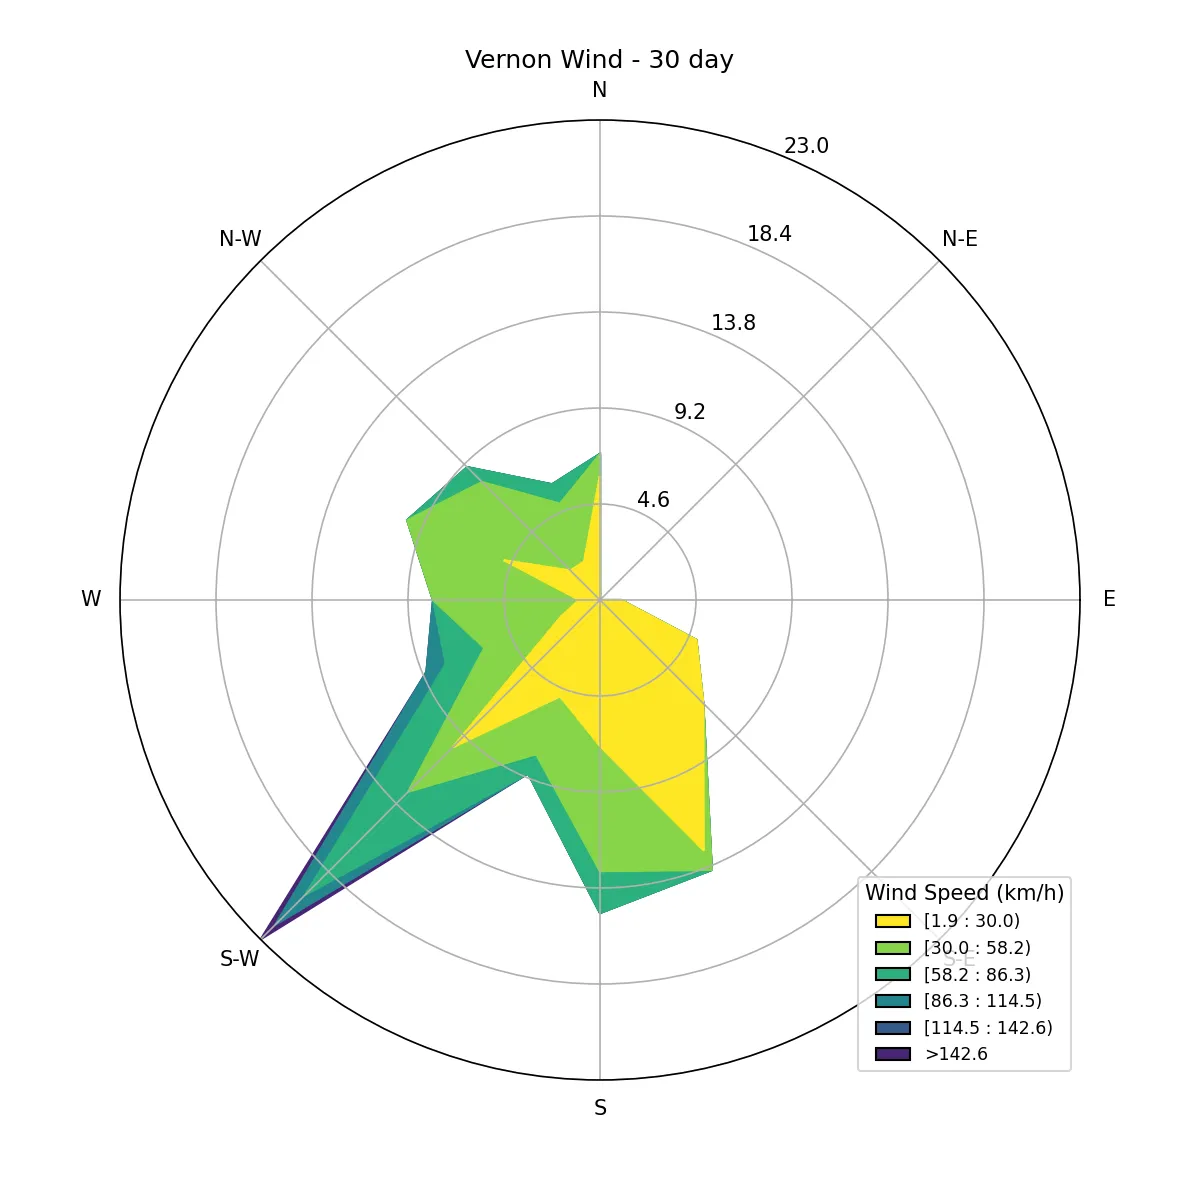 Vernon Wind - 30 day
N
23.0
N-W
18.4
N-E
13.8
9.2
4.6
W
E
S-W
S-E
Wind Speed (km/h)
[1.9 : 30.0)
[30.0 : 58.2)
[58.2 : 86.3)
[86.3 : 114.5)
[114.5 : 142.6)
>142.6
S